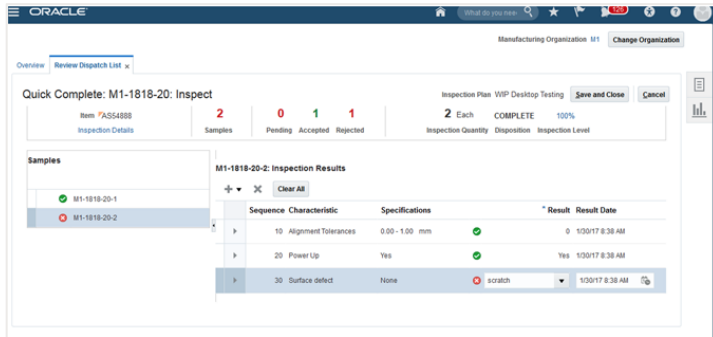 ORACLE
What do you nee
126
Manufacturing Organization M1 Change Organization
Overview Review Dispatch List x
Quick Complete: M1-1818-20: Inspect
Inspection Plan WIP Desktop Testing Save and Close Cancel
Item AS54888 2 0 1 1 2 Each COMPLETE 100%
Inspection Details Samples Pending Accepted Rejected Inspection Quantity Disposition Inspection Level
Samples
M1-1818-20-1
M1-1818-20-2
M1-1818-20-2: Inspection Results
Clear All
Sequence Characteristic Specifications * Result Result Date
10 Alignment Tolerances 0.00 - 1.00 mm 0 1/30/17 8:38 AM
20 Power Up Yes Yes 1/30/17 8:38 AM
30 Surface defect None scratch 1/30/17 8:38 AM